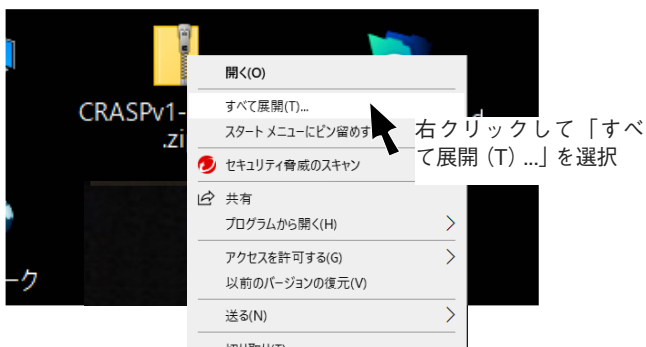 開く(O)
すべて展開(T)...
CRASPv1-
.zi
スタート メニューにピン留めす
右クリックして「すべ
て展開(T)...」を選択
セキュリティ脅威のスキャン
共有
プログラムから開く(H)
アクセスを許可する(G)
ーク
以前のバージョンの復元(V)
送る(N)